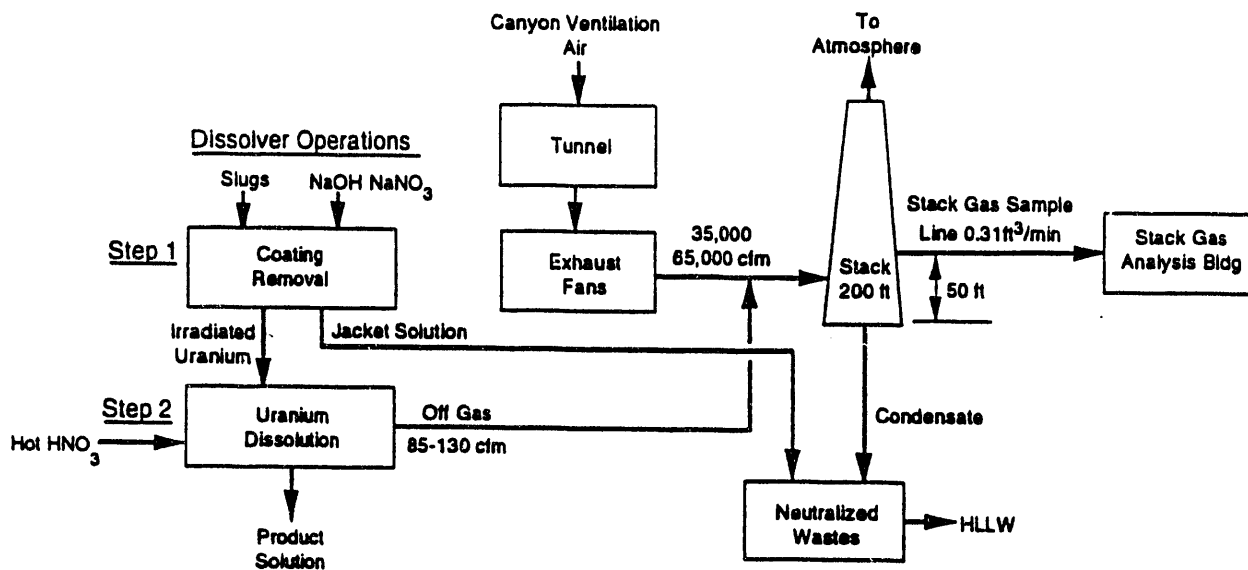 Canyon Ventilation
Air
To
Atmosphere
Dissolver Operations
Slugs
NaOH NaNO3
Tunnel
Step 1
Coating
Removal
Exhaust
Fans
35,000
65,000 cfm
Stack
200 ft
Stack Gas Sample
Line 0.31ft³/min
50 ft
Stack Gas
Analysis Bldg
Irradiated
Uranium
Jacket Solution
Step 2
Hot HNO3
Uranium
Dissolution
Off Gas
85-130 cfm
Condensate
Product
Solution
Neutralized
Wastes
HLLW